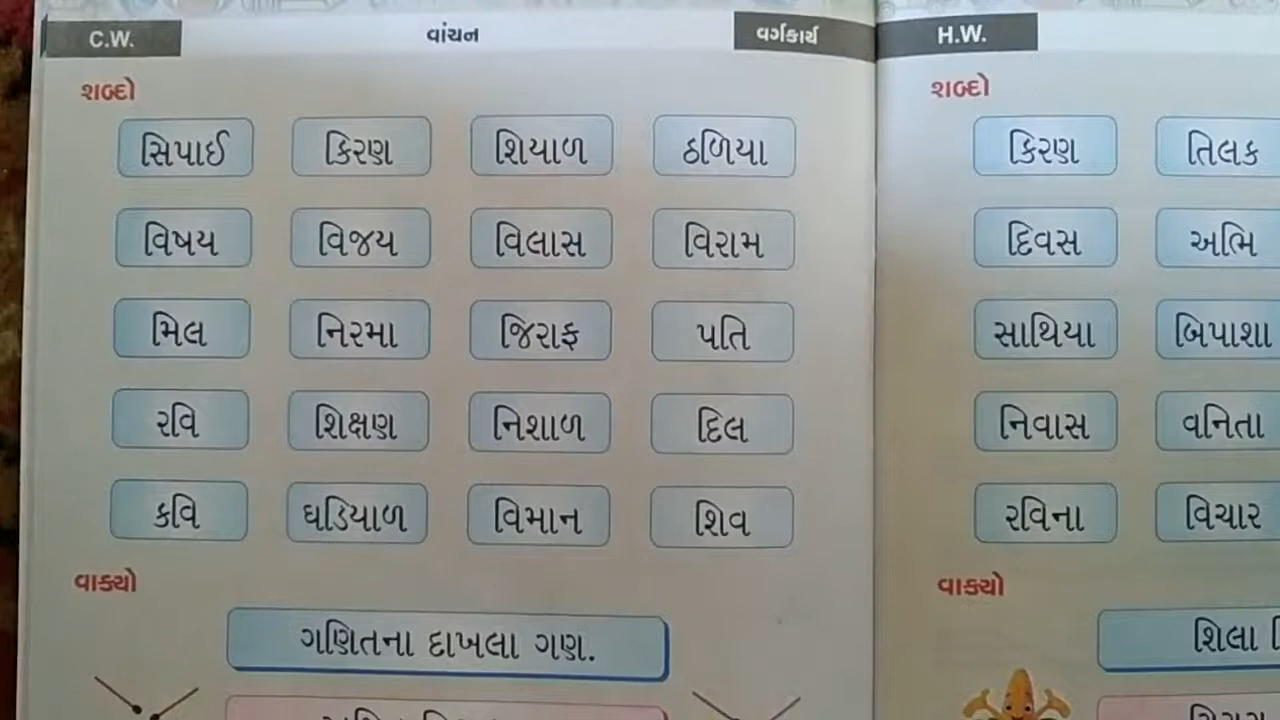 C.W. વાંચન વર્ગકાર્ય
શબ્દો
સિપાઈ કિરણ શિયાળ ઠળિયા
વિષય વિજય વિલાસ વિરામ
મિલ નિરમા જિરાફ પતિ
રવિ શિક્ષણ નિશાળ દિલ
કવિ ઘડિયાળ વિમાન શિવ
વાક્યો
ગણિતના દાખલા ગણ.
H.W.
શબ્દો
કિરણ તિલક
દિવસ અભિ
સાથિયા બિપાશા
નિવાસ વનિતા
રવિના વિચાર
વાક્યો
શિલા